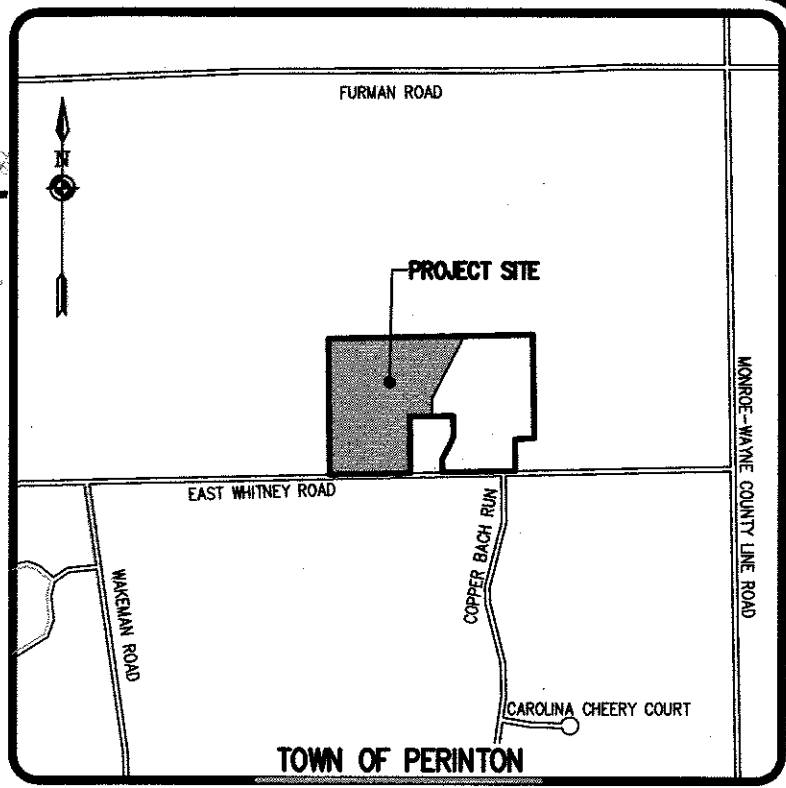 FURMAN ROAD
N
PROJECT SITE
MONROE-WAYNE COUNTY LINE ROAD
EAST WHITNEY ROAD
COPPER BACH RUN
WAKEMAN ROAD
CAROLINA CHEERY COURT
TOWN OF PERINTON